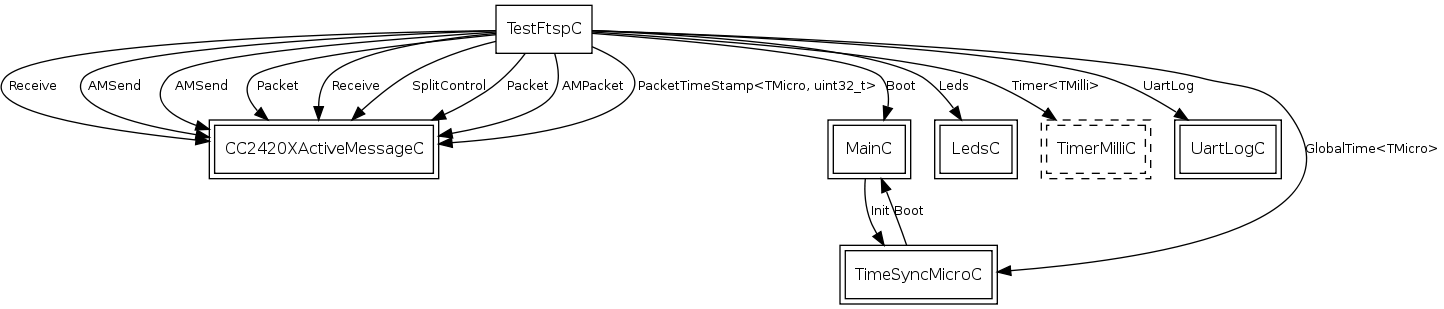 TestFtspC
Receive
AMSend
AMSend
Packet
Receive
SplitControl
Packet
AMPacket
PacketTimeStamp<TMicro, uint32_t>
Boot
Leds
Timer<TMilli>
UartLog
CC2420XActiveMessageC
MainC
LedsC
TimerMilliC
UartLogC
GlobalTime<TMicro>
Init
Boot
TimeSyncMicroC